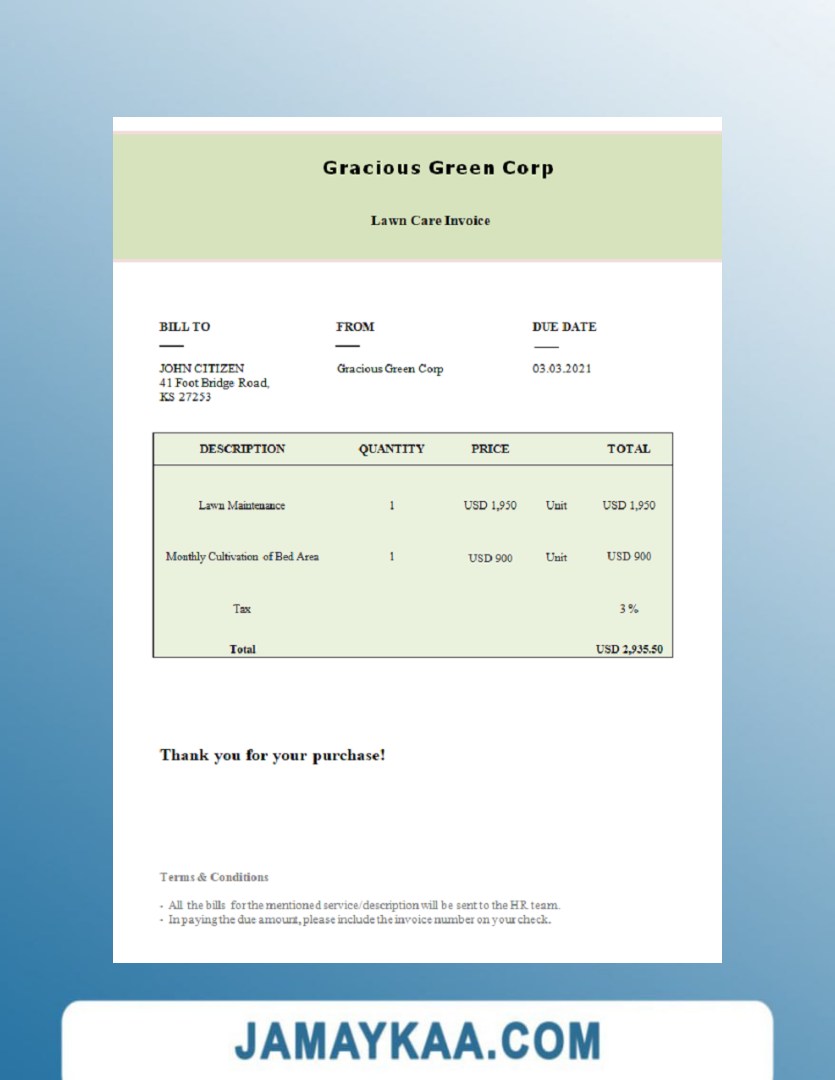 Gracious Green Corp
Lawn Care Invoice
BILL TO FROM DUE DATE
JOHN CITIZEN Gracious Green Corp 03.03.2021
41 Foot Bridge Road,
KS 27253
DESCRIPTION QUANTITY PRICE TOTAL
Lawn Maintenance 1 USD 1,950 Unit USD 1,950
Monthly Cultivation of Bed Area 1 USD 900 Unit USD 900
Tax 3 %
Total USD 2,935.50
Thank you for your purchase!
Terms & Conditions
- All the bills for the mentioned service/description will be sent to the HR team.
- In paying the due amount, please include the invoice number on your check.
JAMAYKAA.COM